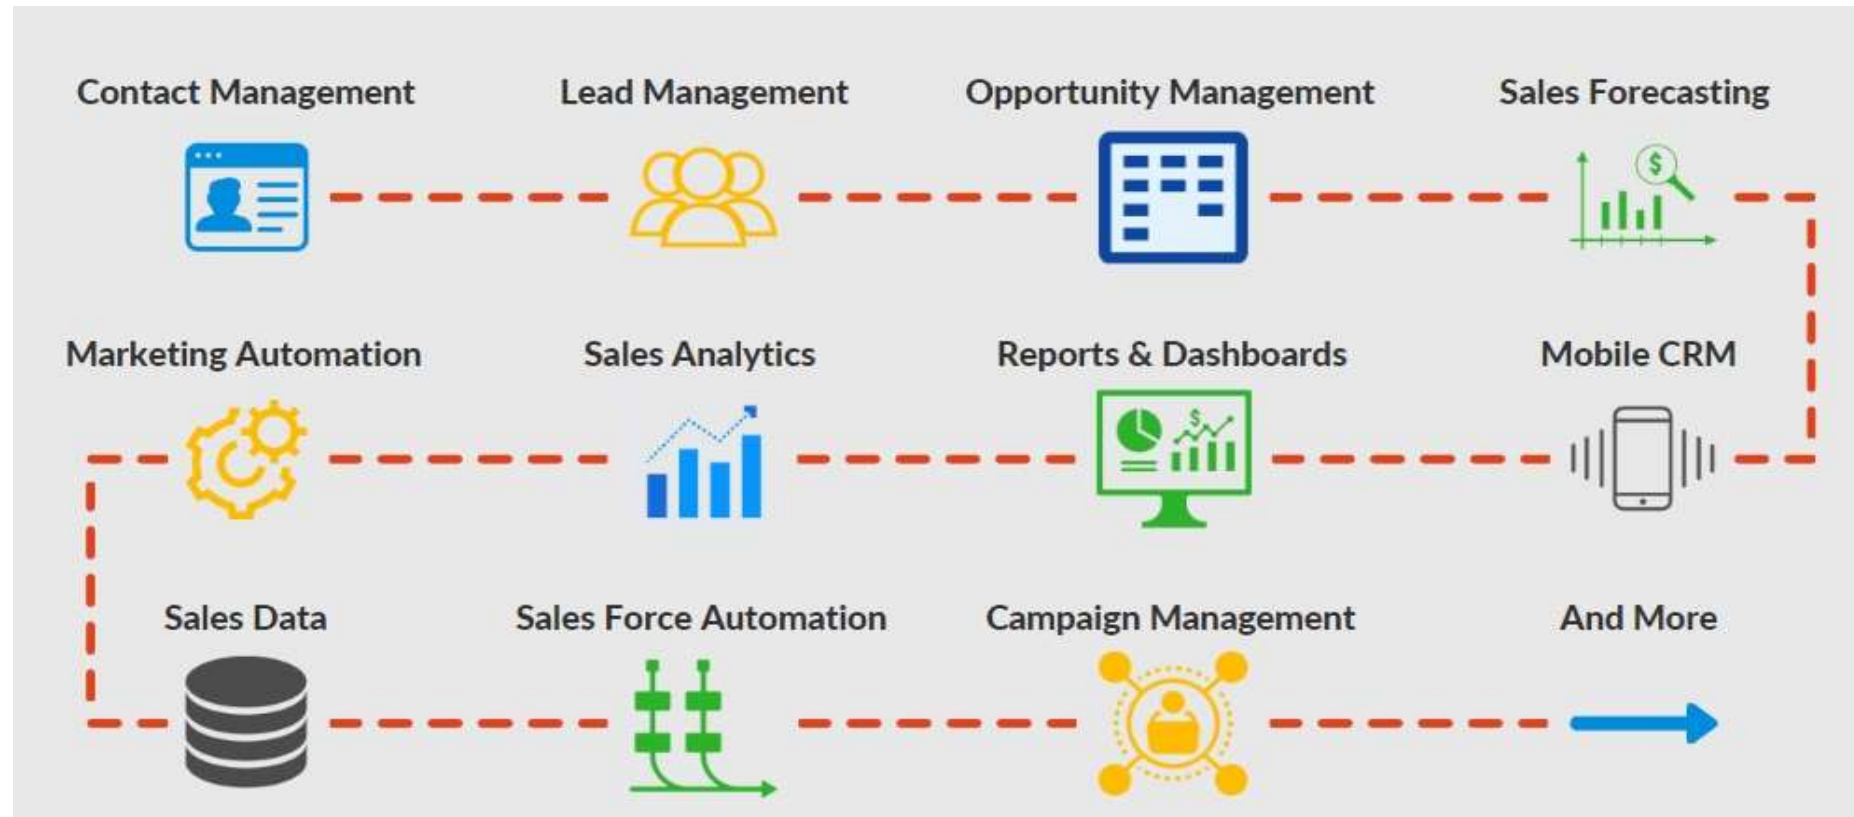 Contact Management
Lead Management
Opportunity Management
Sales Forecasting
Marketing Automation
Sales Analytics
Reports & Dashboards
Mobile CRM
Sales Data
Sales Force Automation
Campaign Management
And More